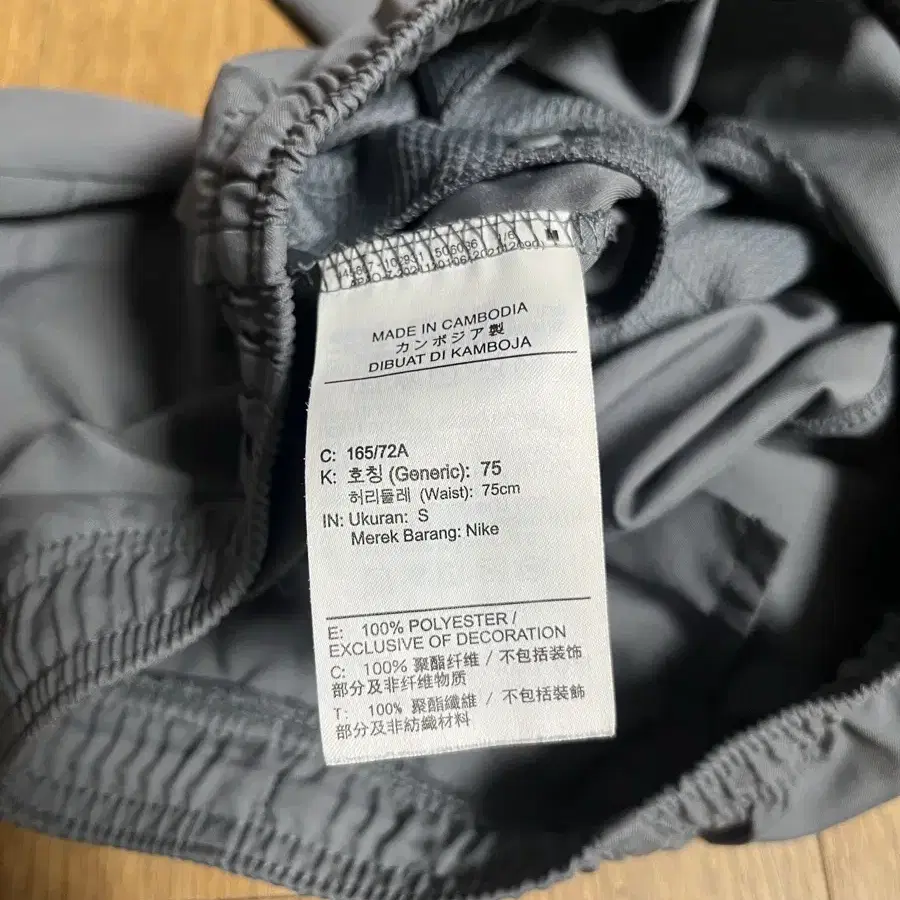 MADE IN CAMBODIA
カンボジア製
DIBUAT DI KAMBOJA
C: 165/72A
K: 호칭 (Generic): 75
허리둘레 (Waist): 75cm
IN: Ukuran: S
Merek Barang: Nike
E: 100% POLYESTER /
EXCLUSIVE OF DECORATION
C: 100% 聚酯纤维 / 不包括装饰
部分及非纤维物质
T: 100% 聚酯纖維 / 不包括裝飾
部分及非紡織材料